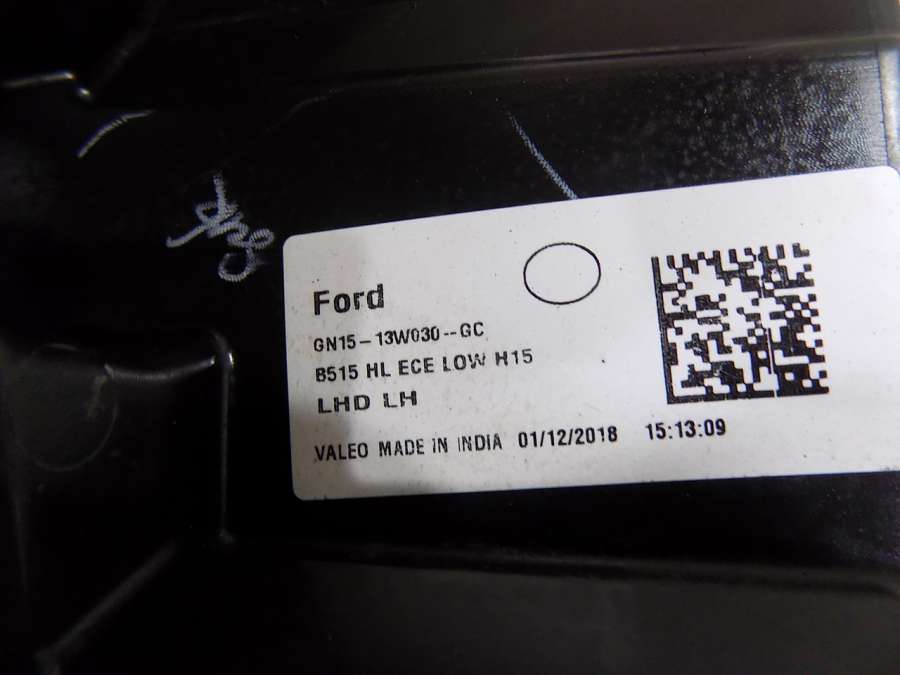 Ford
GN15-13W030--GC
B515 HL ECE LOW H15
LHD LH
VALEO MADE IN INDIA 01/12/2018 15:13:09